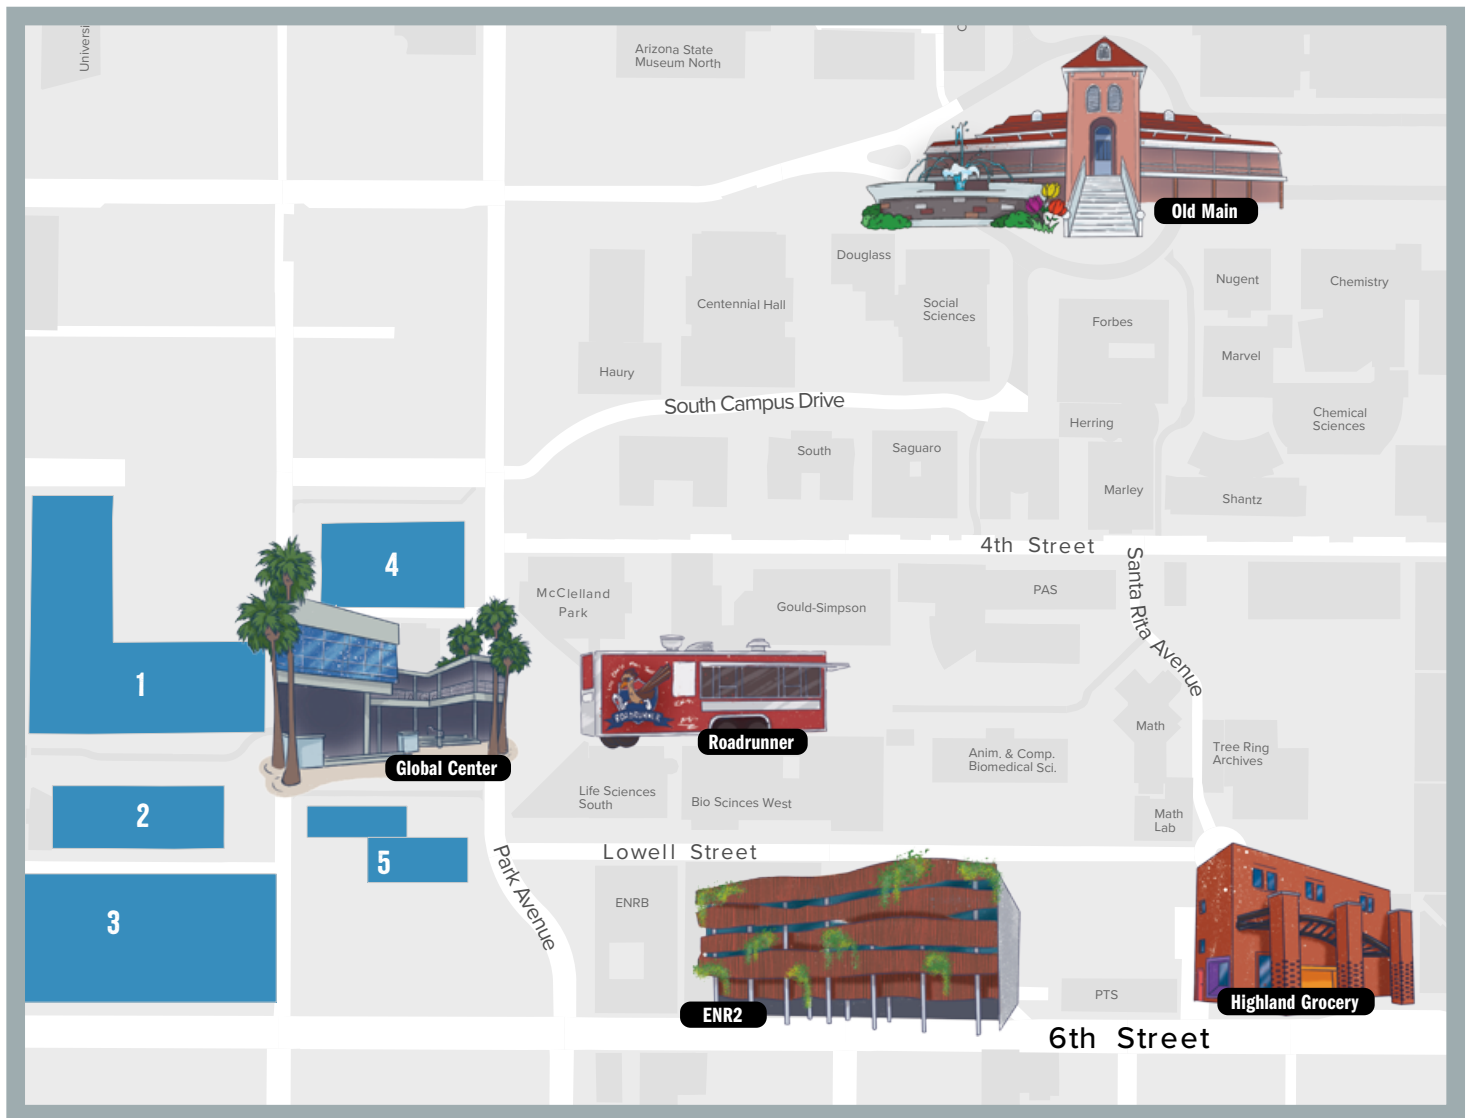 Universi
Arizona State
Museum North
Old Main
Douglass
Centennial Hall
Social
Sciences
Nugent
Chemistry
Forbes
Marvel
Haury
South Campus Drive
Chemical
Sciences
Herring
South
Saguaro
Marley
Shantz
4th Street
Santa Rita Avenue
4
McClelland
Park
Gould-Simpson
PAS
1
ROADRUNNER
Roadrunner
Global Center
Math
Tree Ring
Archives
Anim. & Comp.
Biomedical Sci.
2
Life Sciences
South
Bio Scinces West
Math
Lab
5
Lowell Street
Park Avenue
3
ENRB
ENR2
PTS
Highland Grocery
6th Street